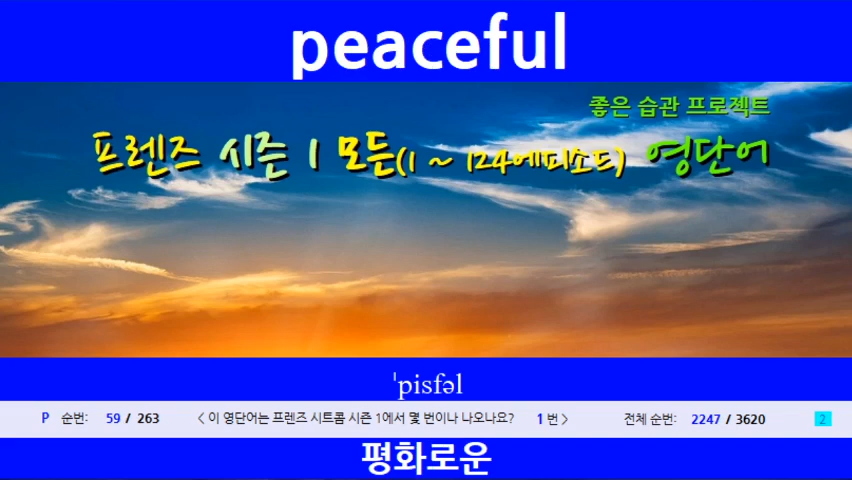 peaceful
좋은 습관 프로젝트
프렌즈 시즌 1 모든(1 ~ 124에피소드) 영단어
ˈpisfəl
P 순번: 59 / 263 < 이 영단어는 프렌즈 시트콤 시즌 1에서 몇 번이나 나오나요? 1 번 > 전체 순번: 2247 / 3620 2
평화로운